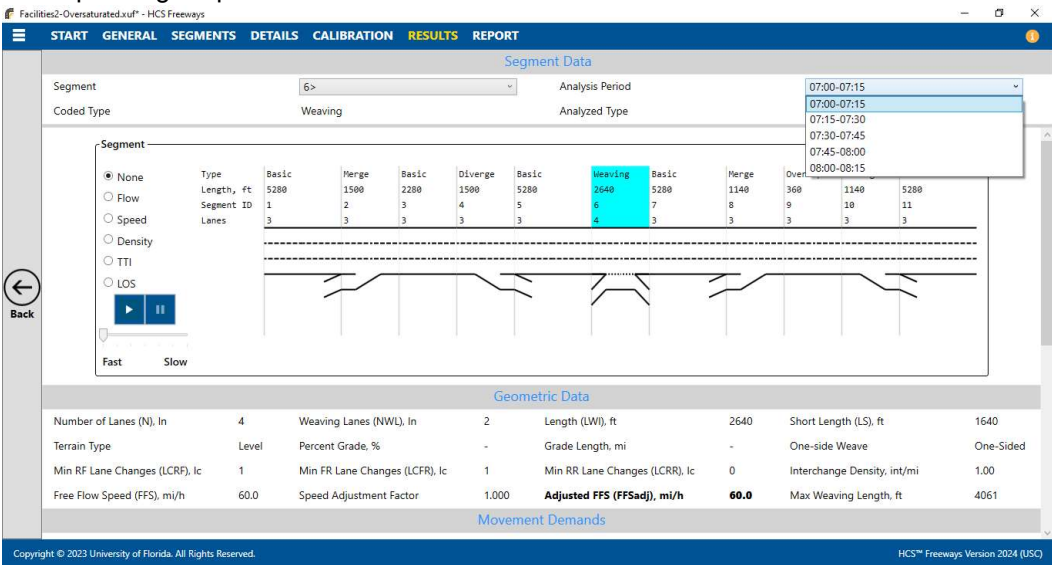 Facilities2-Oversaturated.xuf* - HCS Freeways
START GENERAL SEGMENTS DETAILS CALIBRATION RESULTS REPORT
Segment Data
Segment 6> Analysis Period 07:00-07:15
Coded Type Weaving Analyzed Type
07:00-07:15
07:15-07:30
07:30-07:45
07:45-08:00
08:00-08:15
Segment
None
Flow
Speed
Density
TTI
LOS
Fast Slow
Type Basic Merge Basic Diverge Basic Weaving Basic Merge
Length, ft 5280 1500 2280 1500 5280 2640 5280 1140 360 1140 5280
Segment ID 1 2 3 4 5 6 7 8 9 10 11
Lanes 3 3 3 3 3 4 3 3 3 3 3
Back
Geometric Data
Number of Lanes (N), ln 4 Weaving Lanes (NWL), ln 2 Length (LWI), ft 2640 Short Length (LS), ft 1640
Terrain Type Level Percent Grade, % - Grade Length, mi - One-side Weave One-Sided
Min RF Lane Changes (LCRF), lc 1 Min FR Lane Changes (LCFR), lc 1 Min RR Lane Changes (LCRR), lc 0 Interchange Density, int/mi 1.00
Free Flow Speed (FFS), mi/h 60.0 Speed Adjustment Factor 1.000 Adjusted FFS (FFSadj), mi/h 60.0 Max Weaving Length, ft 4061
Movement Demands
Copyright © 2023 University of Florida. All Rights Reserved. HCS™ Freeways Version 2024 (USC)